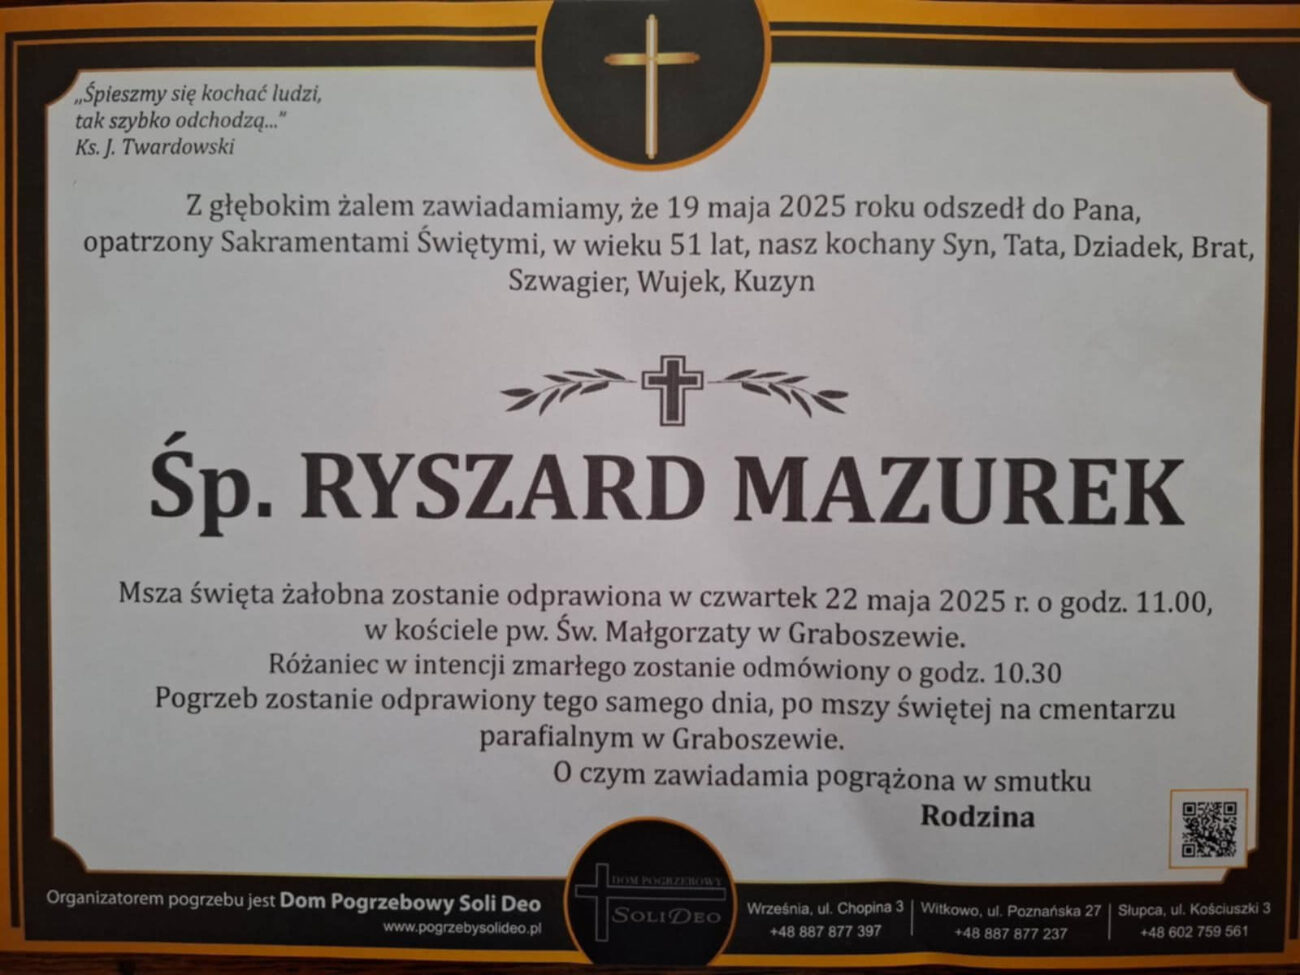 „Śpieszmy się kochać ludzi,
tak szybko odchodzą..."
Ks. J. Twardowski
Z głębokim żalem zawiadamiamy, że 19 maja 2025 roku odszedł do Pana,
opatrzony Sakramentami Świętymi, w wieku 51 lat, nasz kochany Syn, Tata, Dziadek, Brat,
Szwagier, Wujek, Kuzyn
Śp. RYSZARD MAZUREK
Msza święta żałobna zostanie odprawiona w czwartek 22 maja 2025 r. o godz. 11.00,
w kościele pw. Św. Małgorzaty w Graboszewie.
Różaniec w intencji zmarłego zostanie odmówiony o godz. 10.30
Pogrzeb zostanie odprawiony tego samego dnia, po mszy świętej na cmentarzu
parafialnym w Graboszewie.
O czym zawiadamia pogrążona w smutku
Rodzina
Organizatorem pogrzebu jest Dom Pogrzebowy Soli Deo
www.pogrzebysolideo.pl
DOM POGRZEBOWY
SOLI DEO
Września, ul. Chopina 3
+48 887 877 397
Witkowo, ul. Poznańska 27
+48 887 877 237
Słupca, ul. Kościuszki 3
+48 602 759 561